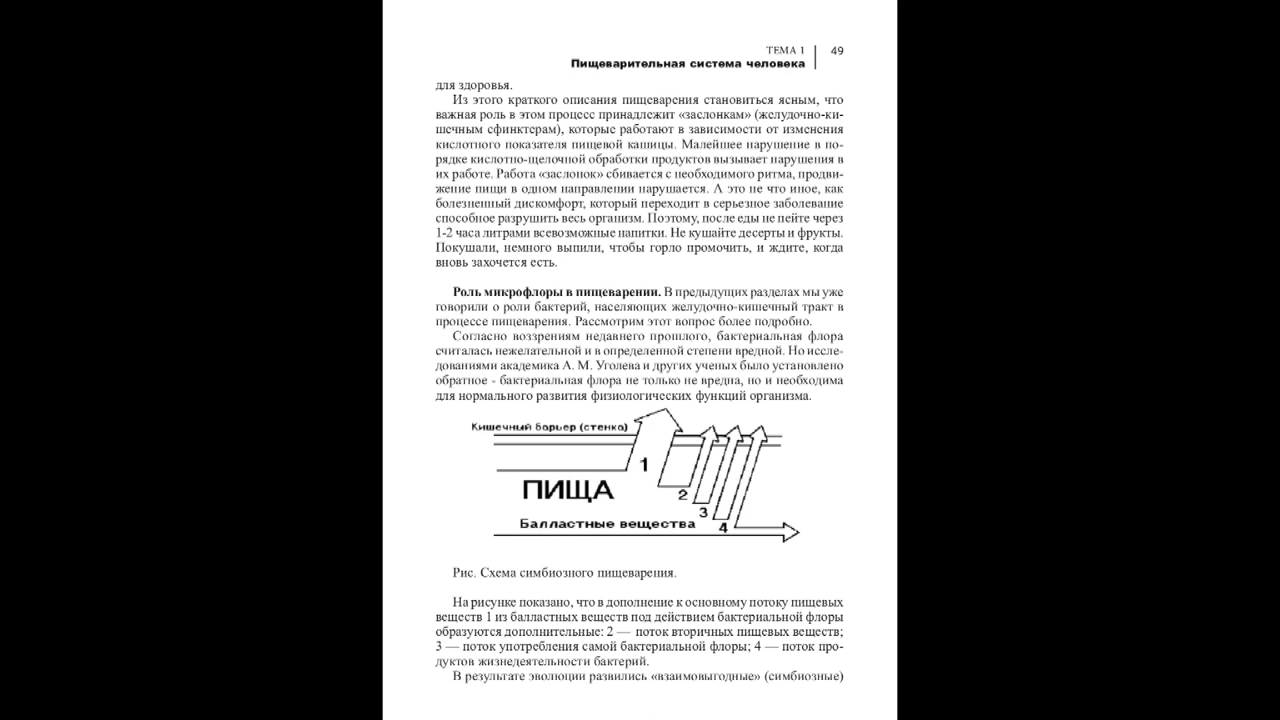 ТЕМА 1 49
Пищеварительная система человека
для здоровья.
Из этого краткого описания пищеварения становиться ясным, что
важная роль в этом процесс принадлежит «заслонкам» (желудочно-ки-
шечным сфинктерам), которые работают в зависимости от изменения
кислотного показателя пищевой кашицы. Малейшее нарушение в по-
рядке кислотно-щелочной обработки продуктов вызывает нарушения в
их работе. Работа «заслонок» сбивается с необходимого ритма, продви-
жение пищи в одном направлении нарушается. А это не что иное, как
болезненный дискомфорт, который переходит в серьезное заболевание
способное разрушить весь организм. Поэтому, после еды не пейте через
1-2 часа литрами всевозможные напитки. Не кушайте десерты и фрукты.
Покушали, немного выпили, чтобы горло промочить, и ждите, когда
вновь захочется есть.
Роль микрофлоры в пищеварении. В предыдущих разделах мы уже
говорили о роли бактерий, населяющих желудочно-кишечный тракт в
процессе пищеварения. Рассмотрим этот вопрос более подробно.
Согласно воззрениям недавнего прошлого, бактериальная флора
считалась нежелательной и в определенной степени вредной. Но иссле-
дованиями академика А. М. Уголева и других ученых было установлено
обратное - бактериальная флора не только не вредна, но и необходима
для нормального развития физиологических функций организма.
Кишечный барьер (стенка)
1
ПИЩА
2
3
Балластные вещества
4
Рис. Схема симбиозного пищеварения.
На рисунке показано, что в дополнение к основному потоку пищевых
веществ 1 из балластных веществ под действием бактериальной флоры
образуются дополнительные: 2 — поток вторичных пищевых веществ;
3 — поток употребления самой бактериальной флоры; 4 — поток про-
дуктов жизнедеятельности бактерий.
В результате эволюции развились «взаимовыгодные» (симбиозные)